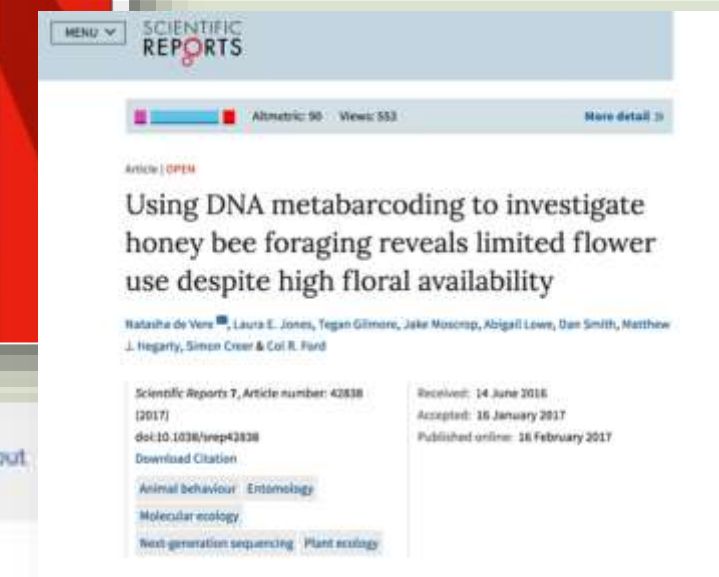 MENU
SCIENTIFIC
REPORTS
Altmetric: 90 Views: 553
More detail »
Article | OPEN
Using DNA metabarcoding to investigate
honey bee foraging reveals limited flower
use despite high floral availability
Natasha de Vere, Laura E. Jones, Tegan Gilmore, Jake Moscrop, Abigail Lowe, Dan Smith, Matthew
J. Hegarty, Simon Creer & Col R. Ford
Scientific Reports 7, Article number: 42838
(2017)
doi:10.1038/srep42838
Download Citation
Received: 14 June 2016
Accepted: 16 January 2017
Published online: 16 February 2017
Animal behaviour Entomology
Molecular ecology
Next-generation sequencing Plant ecology
out